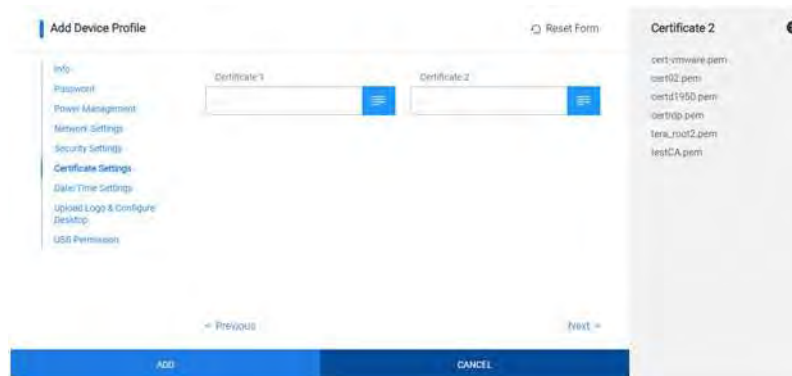 Add Device Profile
Reset Form
Info
Password
Power Management
Network Settings
Security Settings
Certificate Settings
Date/Time Settings
Upload Logo & Configure
Desktop
USB Permission
Certificate 1
Certificate 2
< Previous
Next >
ADD
CANCEL
Certificate 2
cert-vmware.pem
cert02.pem
certd1950.pem
tera_root2.pem
testCA.pem